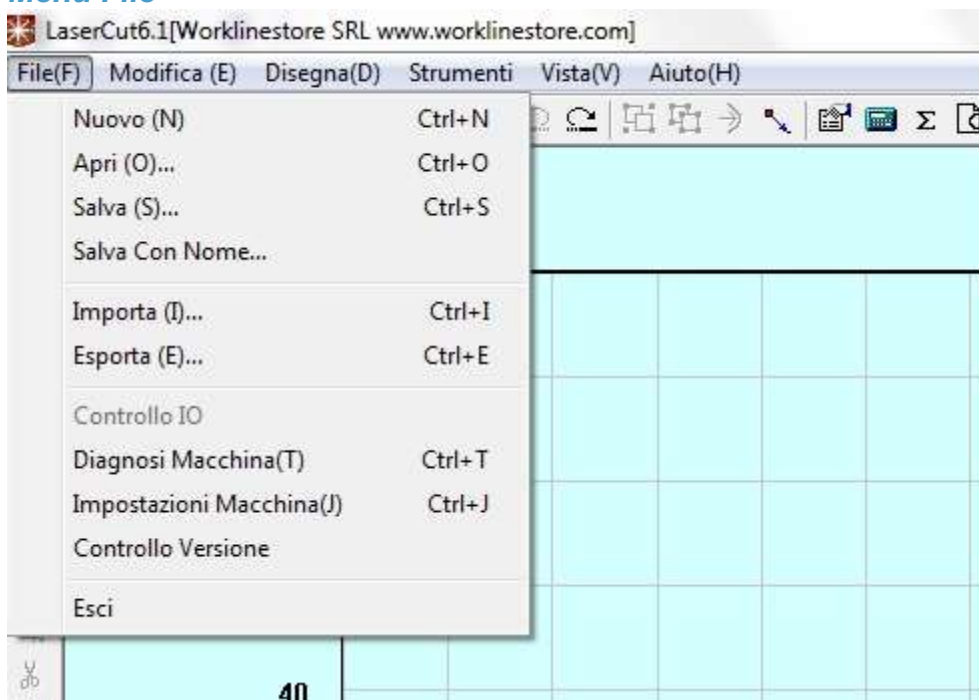 Menu File
LaserCut6.1[Worklinestore SRL www.worklinestore.com]
File(F) Modifica (E) Disegna(D) Strumenti Vista(V) Aiuto(H)
Nuovo (N) Ctrl+N
Apri (O)... Ctrl+O
Salva (S)... Ctrl+S
Salva Con Nome...
Importa (I)... Ctrl+I
Esporta (E)... Ctrl+E
Controllo IO
Diagnosi Macchina(T) Ctrl+T
Impostazioni Macchina(J) Ctrl+J
Controllo Versione
Esci
40